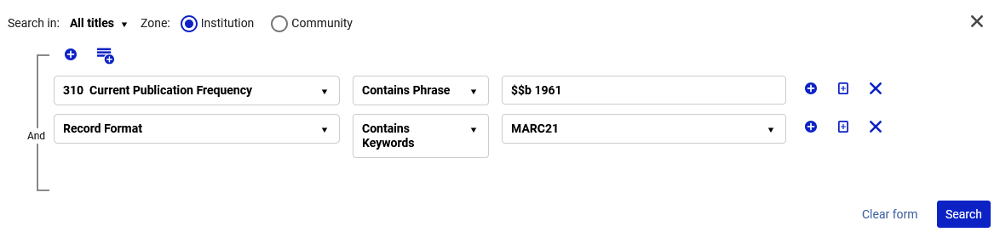 Search in: All titles Zone: Institution Community
310 Current Publication Frequency Contains Phrase $$b 1961
And
Record Format Contains Keywords MARC21
Clear form Search